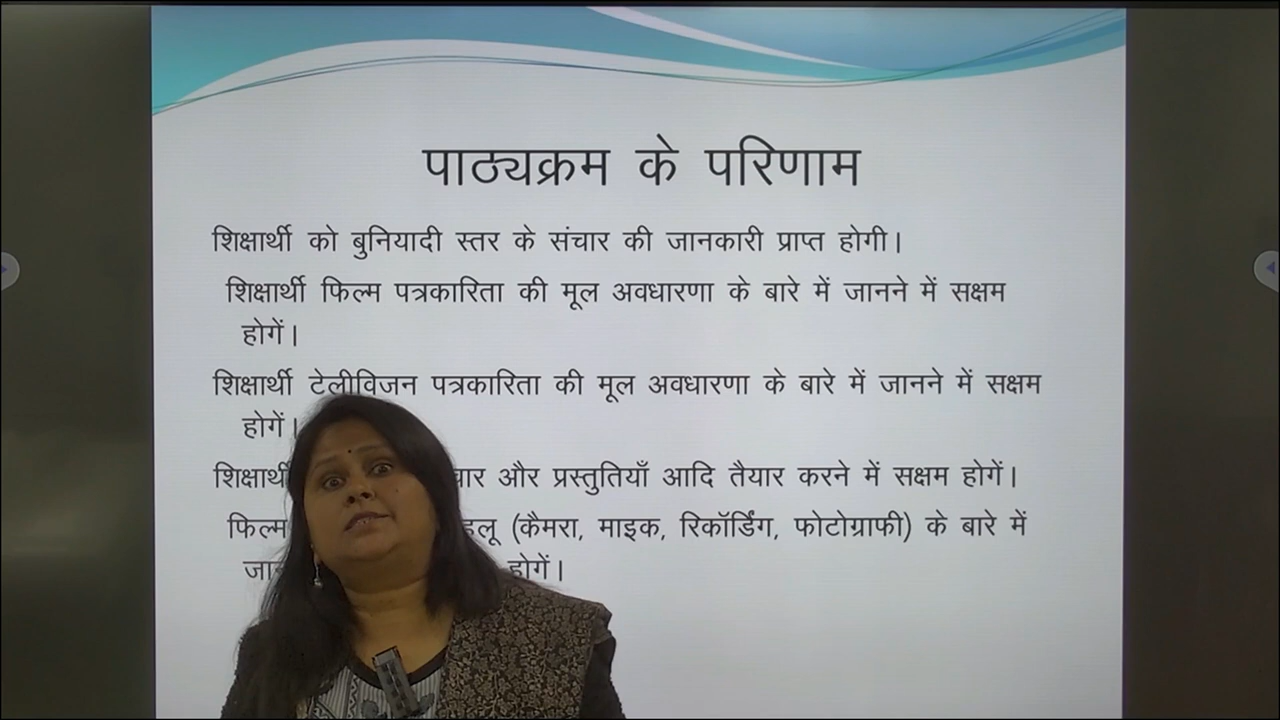 पाठ्यक्रम के परिणाम
शिक्षार्थी को बुनियादी स्तर के संचार की जानकारी प्राप्त होगी।
शिक्षार्थी फिल्म पत्रकारिता की मूल अवधारणा के बारे में जानने में सक्षम
होगें।
शिक्षार्थी टेलीविजन पत्रकारिता की मूल अवधारणा के बारे में जानने में सक्षम
होगें।
और प्रस्तुतियाँ आदि तैयार करने में सक्षम होगें।
फिल्म (कैमरा, माइक, रिकॉर्डिंग, फोटोग्राफी) के बारे में
होगें।